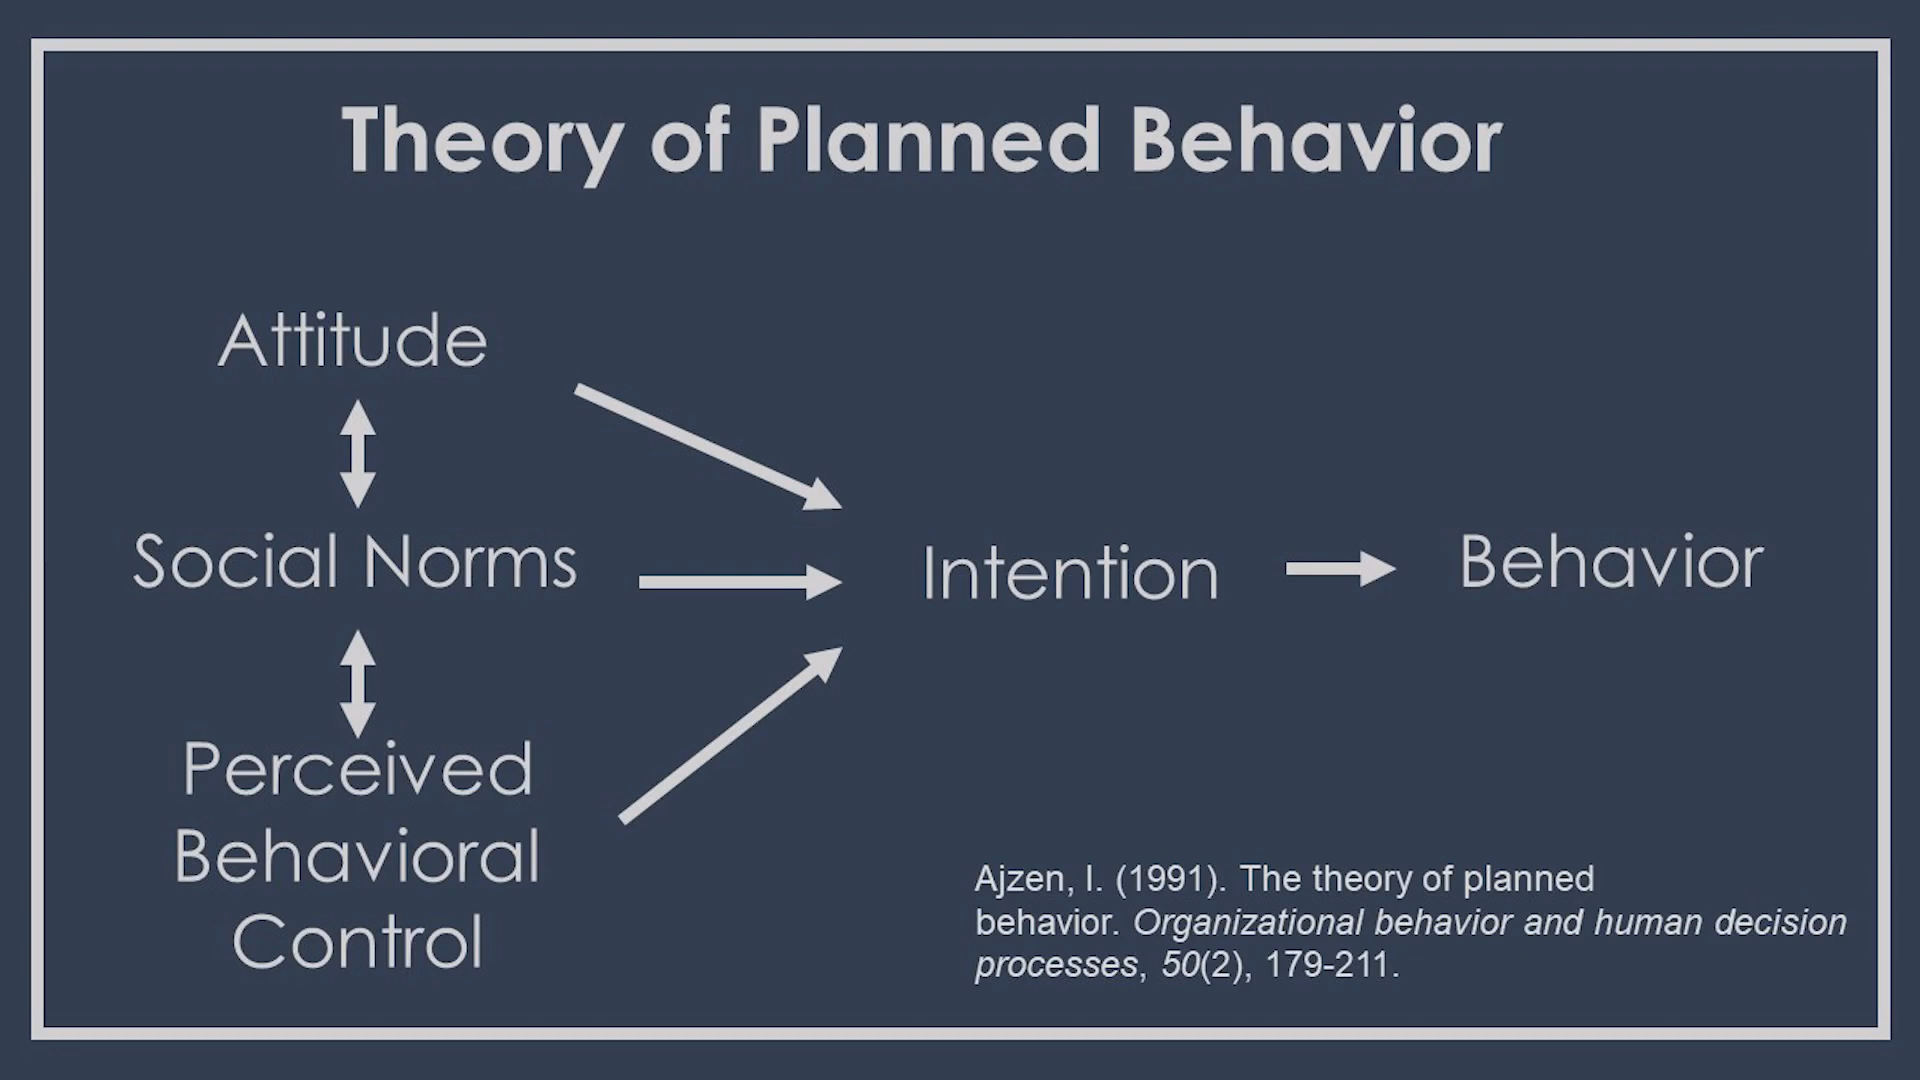 Theory of Planned Behavior
Attitude
Social Norms
Intention
Behavior
Perceived
Behavioral
Control
Ajzen, I. (1991). The theory of planned
behavior. Organizational behavior and human decision
processes, 50(2), 179-211.